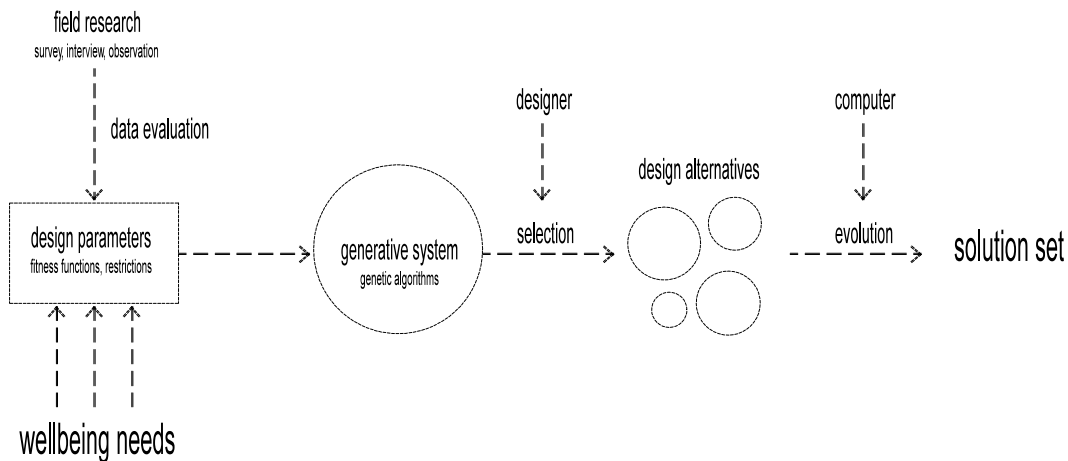 field research
survey, interview, observation
data evaluation
design parameters
fitness functions, restrictions
wellbeing needs
generative system
genetic algorithms
designer
selection
design alternatives
computer
evolution
solution set